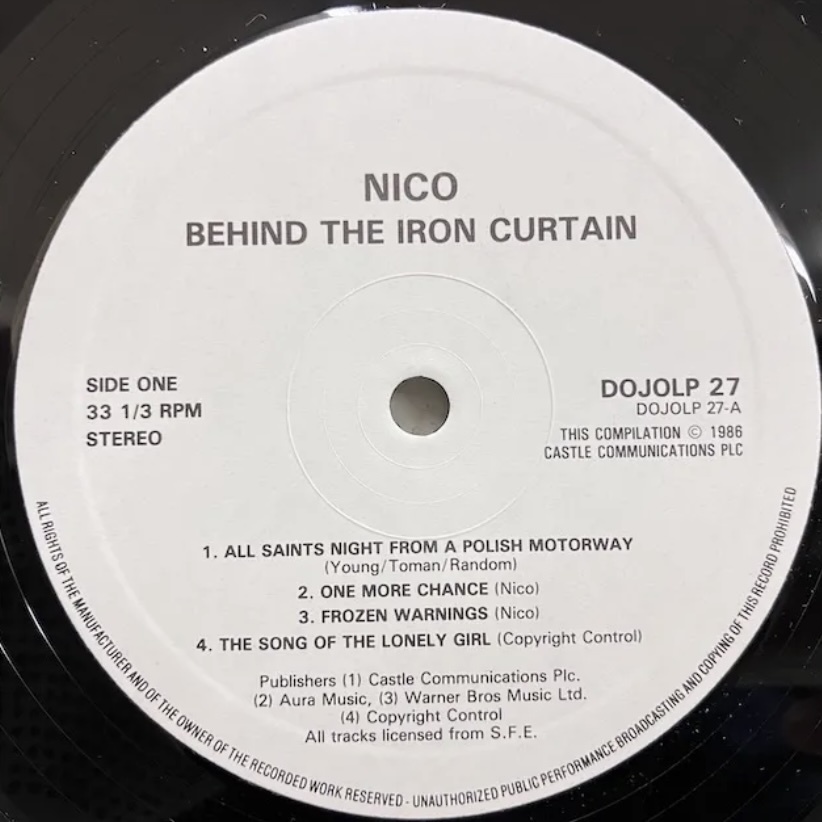 NICO
BEHIND THE IRON CURTAIN
SIDE ONE
33 1/3 RPM
STEREO
DOJOLP 27
DOJOLP 27-A
THIS COMPILATION © 1986
CASTLE COMMUNICATIONS PLC
1. ALL SAINTS NIGHT FROM A POLISH MOTORWAY
(Young/Toman/Random)
2. ONE MORE CHANCE (Nico)
3. FROZEN WARNINGS (Nico)
4. THE SONG OF THE LONELY GIRL (Copyright Control)
Publishers (1) Castle Communications Plc.
(2) Aura Music, (3) Warner Bros Music Ltd.
(4) Copyright Control
All tracks licensed from S.F.E.
ALL RIGHTS OF THE MANUFACTURER AND OF THE OWNER OF THE RECORDED WORK RESERVED - UNAUTHORIZED PUBLIC PERFORMANCE BROADCASTING AND COPYING OF THIS RECORD PROHIBITED